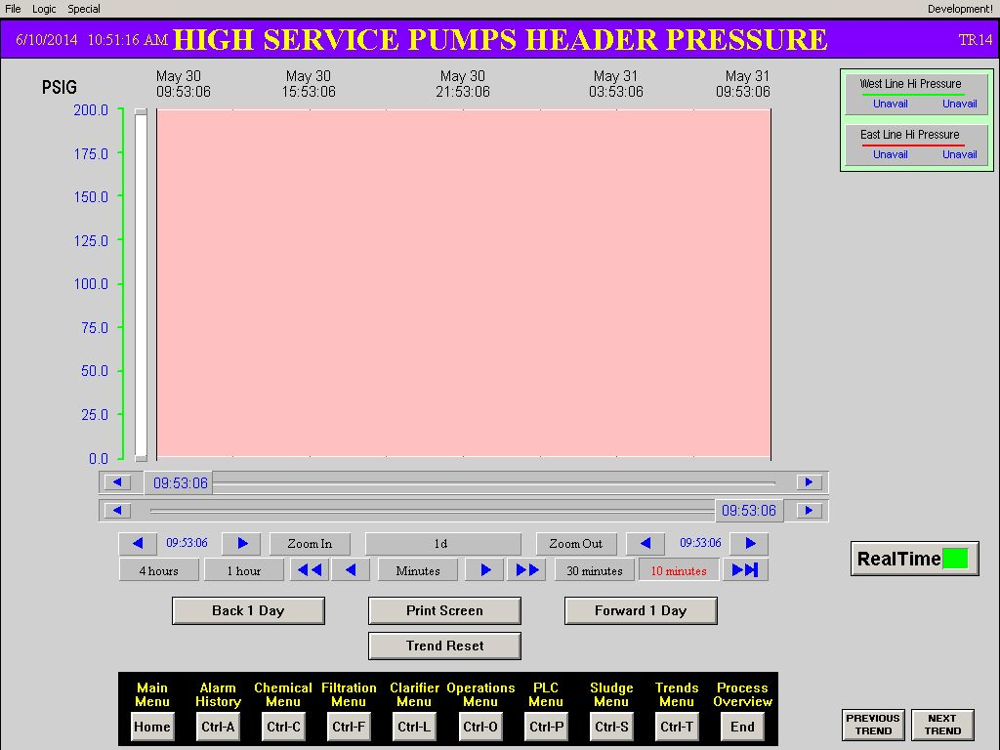 File Logic Special Development!
6/10/2014 10:51:16 AM HIGH SERVICE PUMPS HEADER PRESSURE TR14
PSIG
May 30 May 30 May 30 May 31 May 31
09:53:06 15:53:06 21:53:06 03:53:06 09:53:06
200.0
175.0
150.0
125.0
100.0
75.0
50.0
25.0
0.0
West Line Hi Pressure
Unavail Unavail
East Line Hi Pressure
Unavail Unavail
09:53:06
09:53:06
09:53:06 Zoom In 1d Zoom Out 09:53:06
4 hours 1 hour Minutes 30 minutes 10 minutes
RealTime
Back 1 Day Print Screen Forward 1 Day
Trend Reset
Main Alarm Chemical Filtration Clarifier Operations PLC Sludge Trends Process
Menu History Menu Menu Menu Menu Menu Menu Menu Overview
Home Ctrl-A Ctrl-C Ctrl-F Ctrl-L Ctrl-O Ctrl-P Ctrl-S Ctrl-T End
PREVIOUS NEXT
TREND TREND